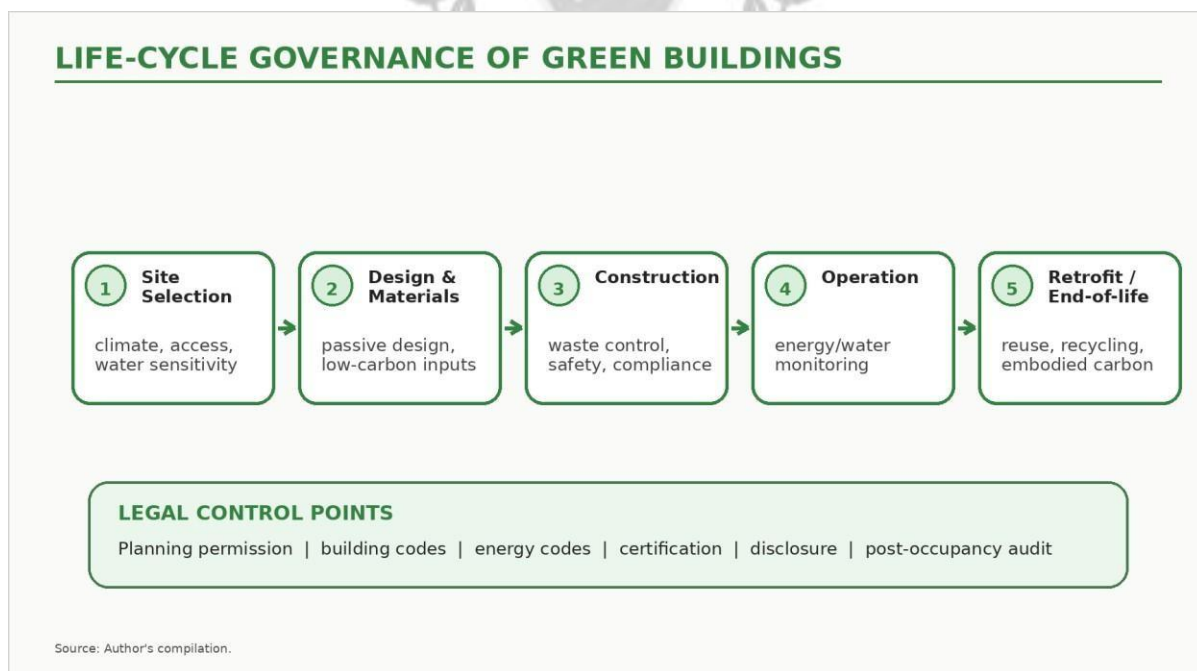 LIFE-CYCLE GOVERNANCE OF GREEN BUILDINGS
1
Site
Selection
climate, access,
water sensitivity
2
Design &
Materials
passive design,
low-carbon inputs
3
Construction
waste control,
safety, compliance
4
Operation
energy/water
monitoring
5
Retrofit /
End-of-life
reuse, recycling,
embodied carbon
LEGAL CONTROL POINTS
Planning permission | building codes | energy codes | certification | disclosure | post-occupancy audit
Source: Author's compilation.